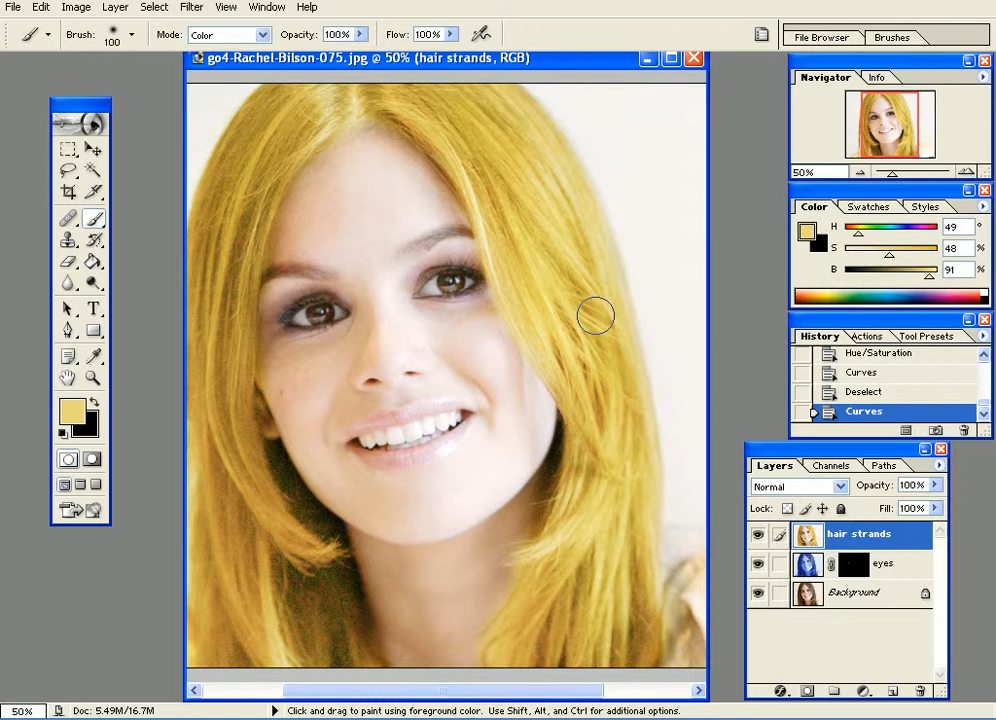 File Edit Image Layer Select Filter View Window Help
Brush: 100 Mode: Color Opacity: 100% Flow: 100% File Browser Brushes
go4-Rachel-Bilson-075.jpg @ 50% (hair strands, RGB)
Navigator Info
50%
Color Swatches Styles
H 49 °
S 48 %
B 91 %
History Actions Tool Presets
Hue/Saturation
Curves
Deselect
Curves
Layers Channels Paths
Normal Opacity: 100%
Lock: Fill: 100%
hair strands
eyes
Background
T
50% Doc: 5.49M/16.7M Click and drag to paint using foreground color. Use Shift, Alt, and Ctrl for additional options.